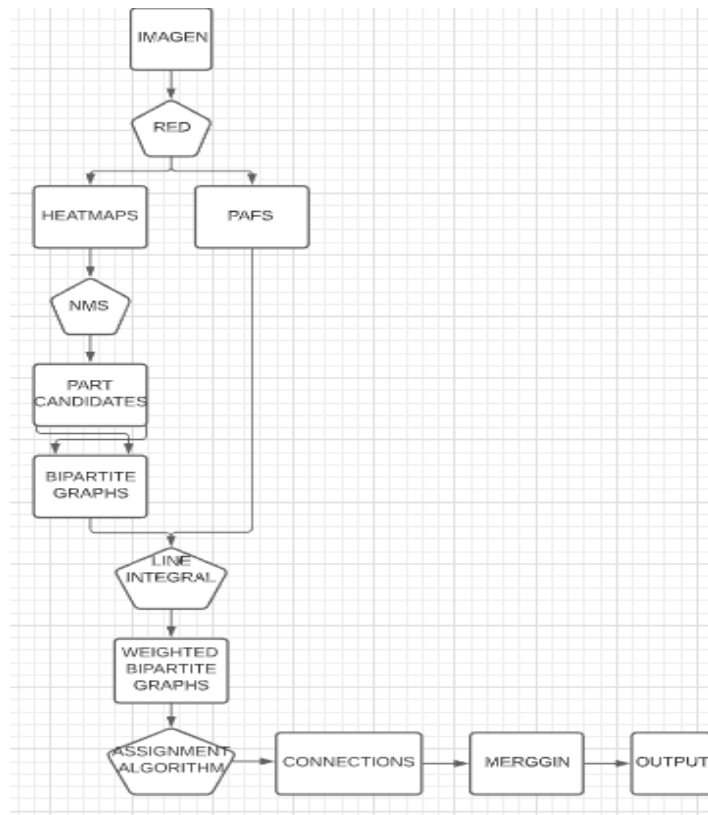 IMAGEN
RED
HEATMAPS
PAFS
NMS
PART
CANDIDATES
BIPARTITE
GRAPHS
LINE
INTEGRAL
WEIGHTED
BIPARTITE
GRAPHS
ASSIGNMENT
ALGORITHM
CONNECTIONS
MERGGIN
OUTPUT